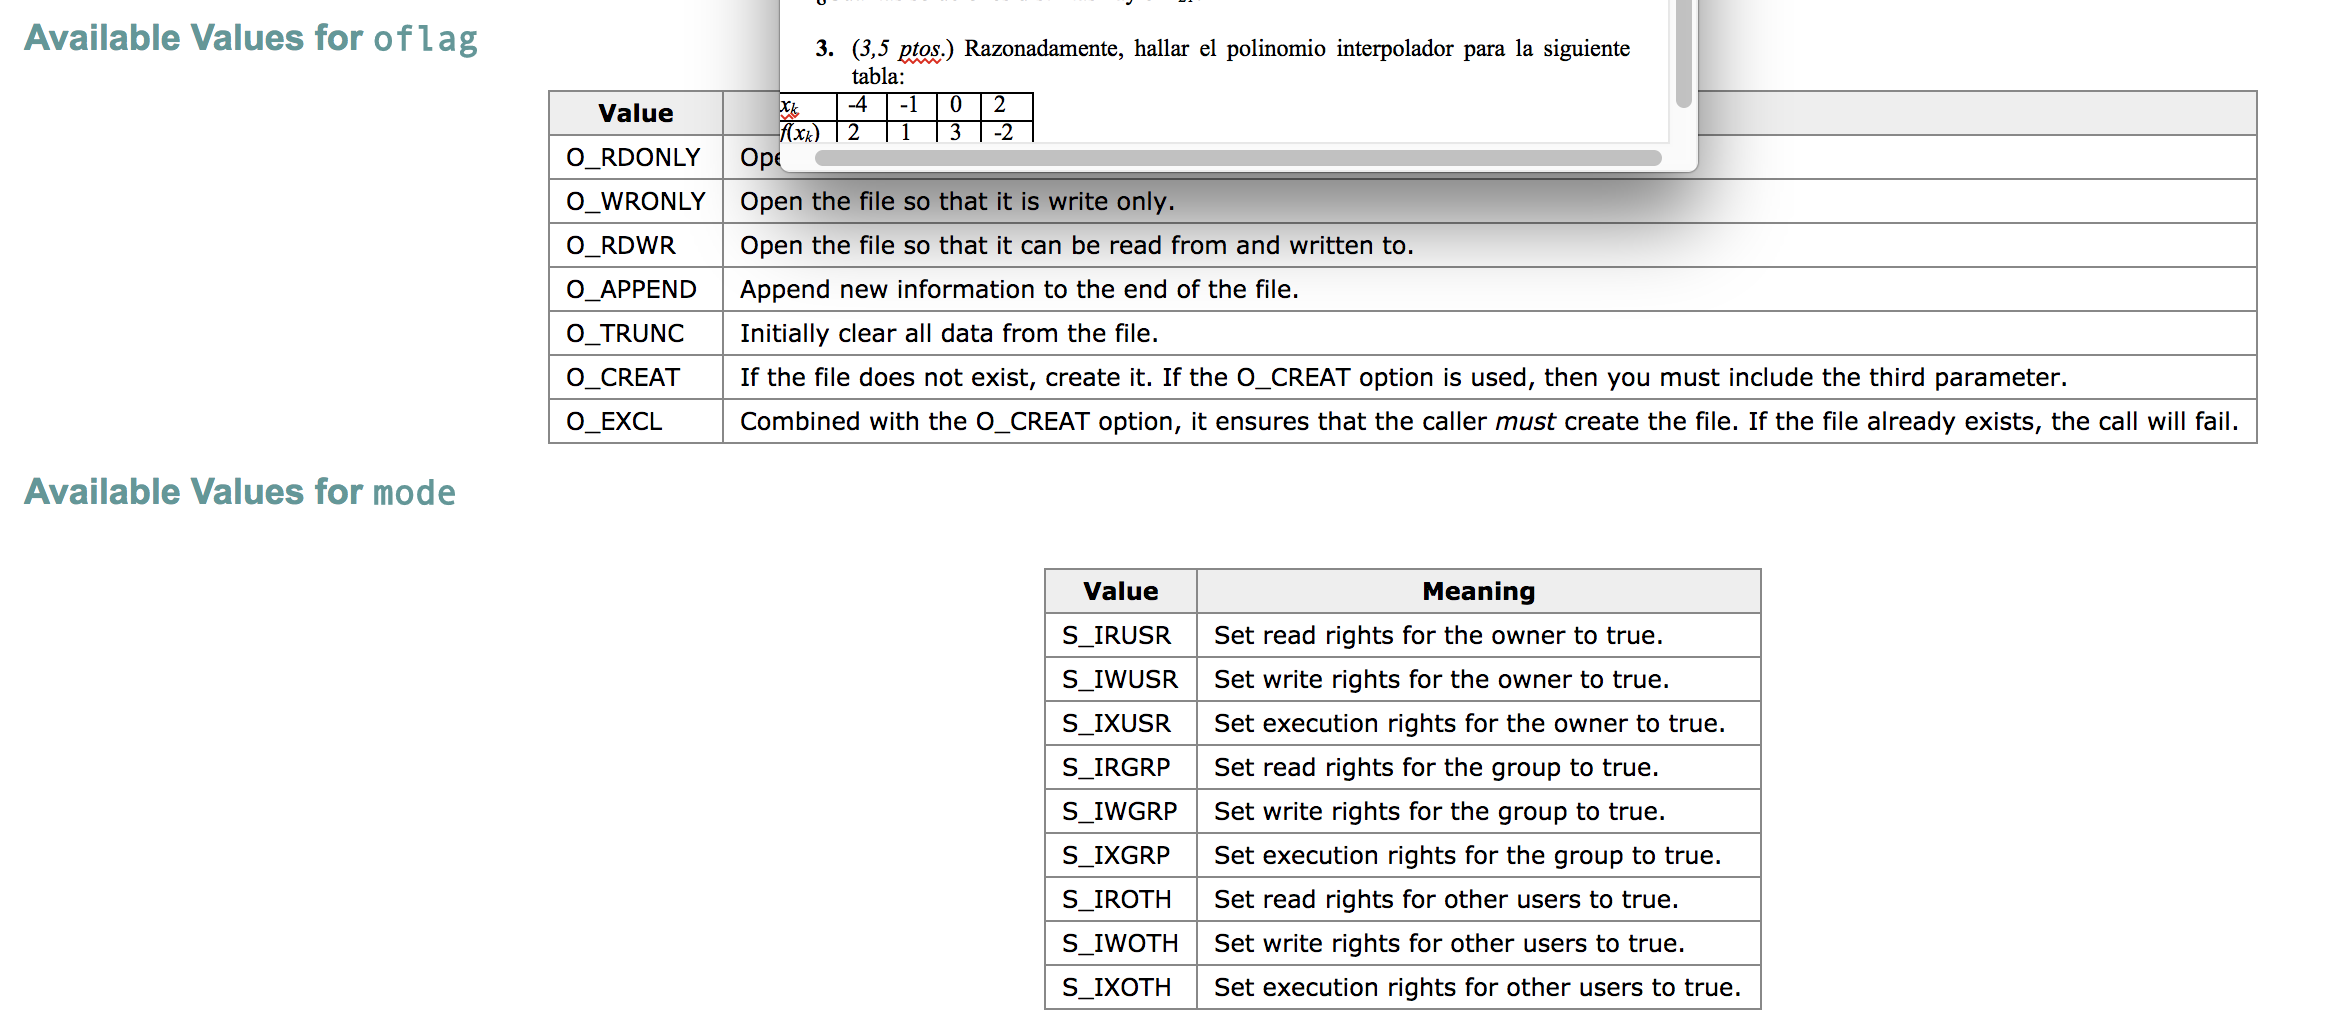 Available Values for oflag
3. (3,5 ptos.) Razonadamente, hallar el polinomio interpolador para la siguiente
tabla:
xk -4 -1 0 2
f(xk) 2 1 3 -2
Value
O_RDONLY
O_WRONLY Open the file so that it is write only.
O_RDWR Open the file so that it can be read from and written to.
O_APPEND Append new information to the end of the file.
O_TRUNC Initially clear all data from the file.
O_CREAT If the file does not exist, create it. If the O_CREAT option is used, then you must include the third parameter.
O_EXCL Combined with the O_CREAT option, it ensures that the caller must create the file. If the file already exists, the call will fail.
Available Values for mode
Value Meaning
S_IRUSR Set read rights for the owner to true.
S_IWUSR Set write rights for the owner to true.
S_IXUSR Set execution rights for the owner to true.
S_IRGRP Set read rights for the group to true.
S_IWGRP Set write rights for the group to true.
S_IXGRP Set execution rights for the group to true.
S_IROTH Set read rights for other users to true.
S_IWOTH Set write rights for other users to true.
S_IXOTH Set execution rights for other users to true.